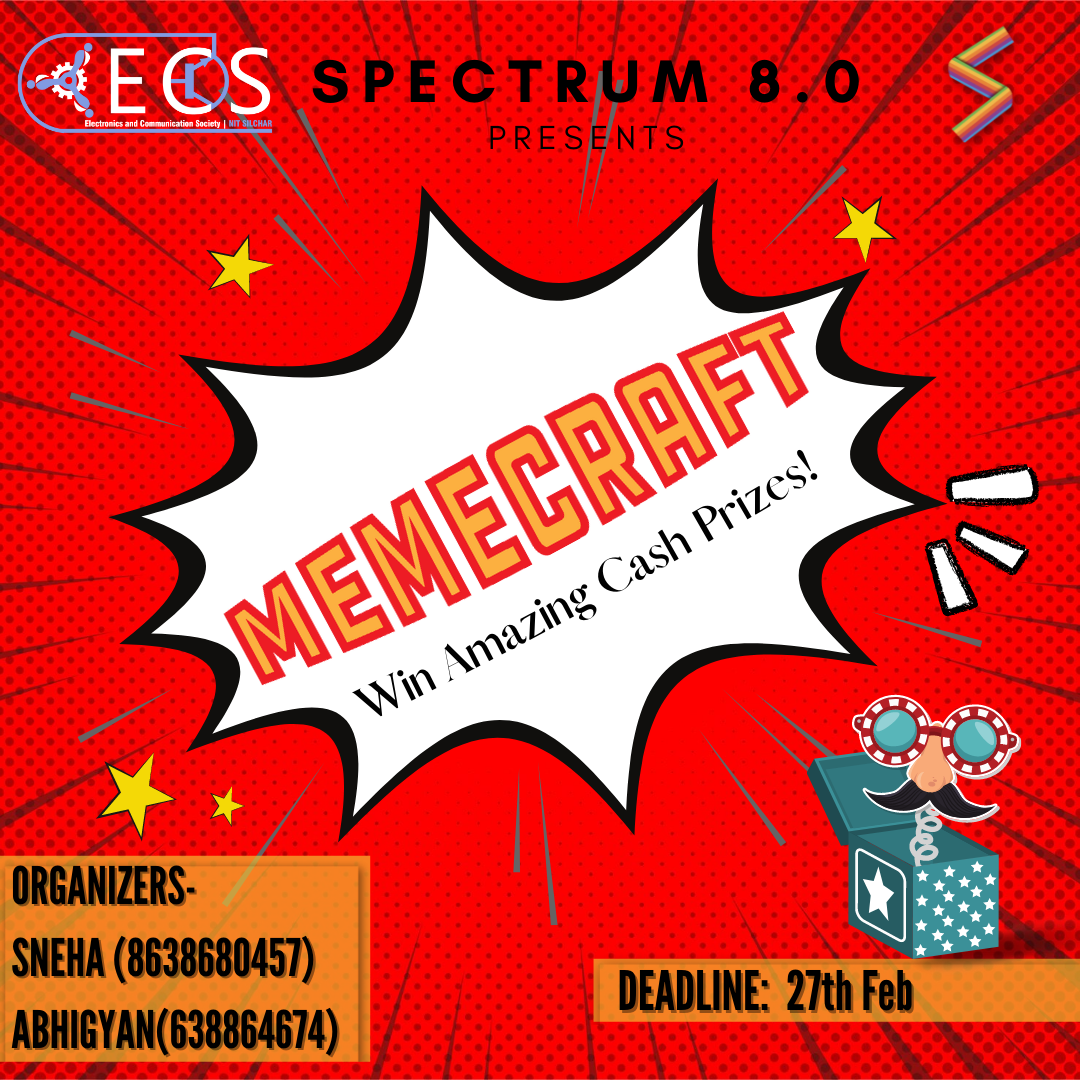 ECS
Electronics and Communication Society | NIT SILCHAR
SPECTRUM 8.0
PRESENTS
MEMECRAFT
Win Amazing Cash Prizes!
ORGANIZERS-
SNEHA (8638680457)
ABHIGYAN(638864674)
DEADLINE: 27th Feb